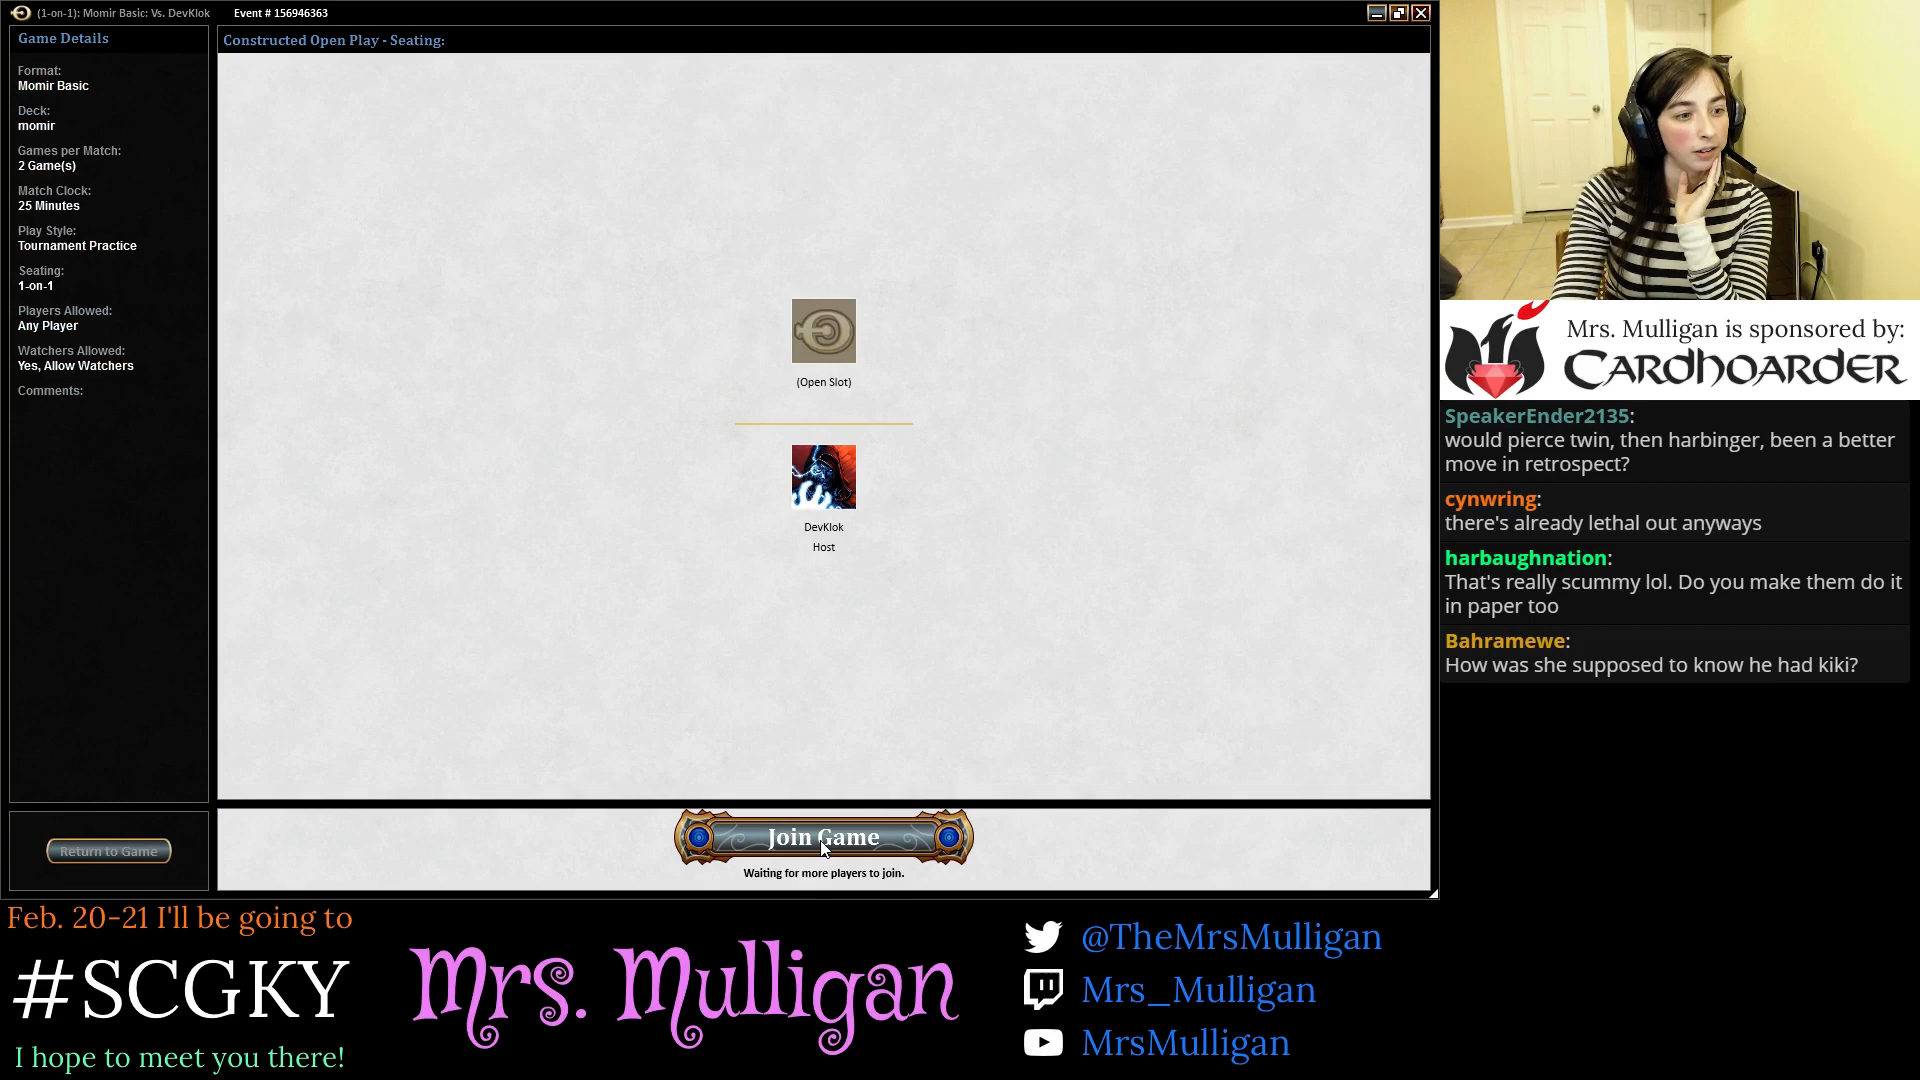 (1-on-1): Momir Basic: Vs. DevKlok Event # 156946363
Game Details
Format:
Momir Basic
Deck:
momir
Games per Match:
2 Game(s)
Match Clock:
25 Minutes
Play Style:
Tournament Practice
Seating:
1-on-1
Players Allowed:
Any Player
Watchers Allowed:
Yes, Allow Watchers
Comments:
Return to Game
Constructed Open Play - Seating:
(Open Slot)
DevKlok
Host
Join Game
Waiting for more players to join.
Mrs. Mulligan is sponsored by:
CARDHOARDER
SpeakerEnder2135:
would pierce twin, then harbinger, been a better
move in retrospect?
cynwring:
there's already lethal out anyways
harbaughnation:
That's really scummy lol. Do you make them do it
in paper too
Bahramewe:
How was she supposed to know he had kiki?
Feb. 20-21 I'll be going to
#SCGKY
I hope to meet you there!
Mrs. Mulligan
@TheMrsMulligan
Mrs_Mulligan
MrsMulligan